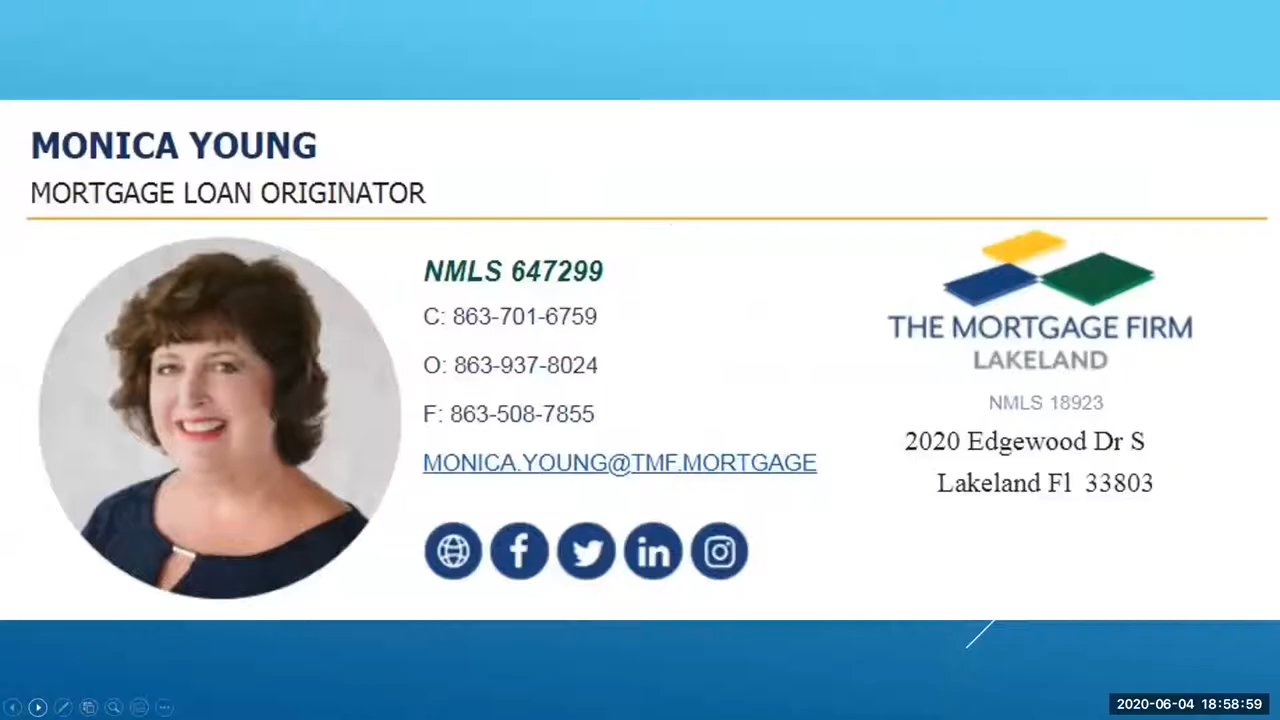 MONICA YOUNG
MORTGAGE LOAN ORIGINATOR
NMLS 647299
C: 863-701-6759
O: 863-937-8024
F: 863-508-7855
MONICA.YOUNG@TMF.MORTGAGE
THE MORTGAGE FIRM
LAKELAND
NMLS 18923
2020 Edgewood Dr S
Lakeland Fl 33803
2020-06-04 18:58:59